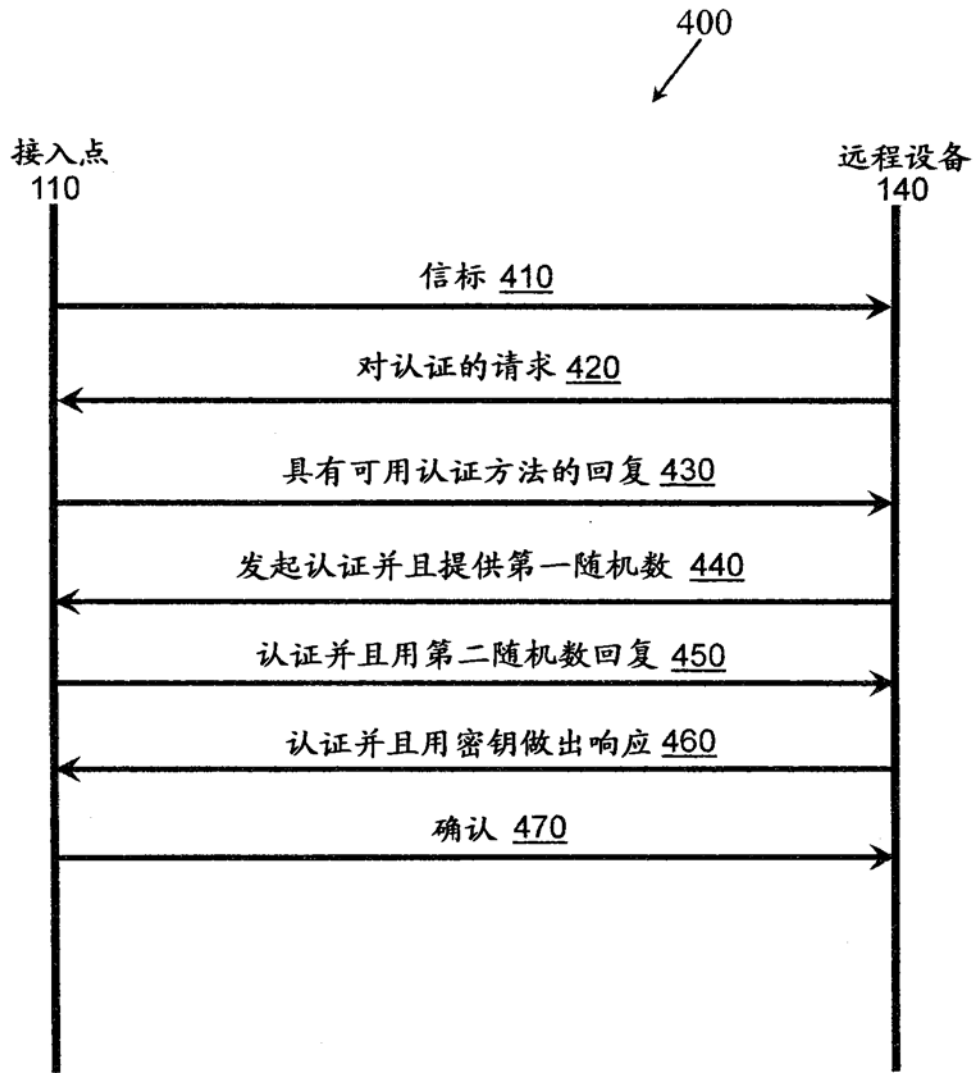 400
接入点
110
远程设备
140
信标 410
对认证的请求 420
具有可用认证方法的回复 430
发起认证并且提供第一随机数 440
认证并且用第二随机数回复 450
认证并且用密钥做出响应 460
确认 470